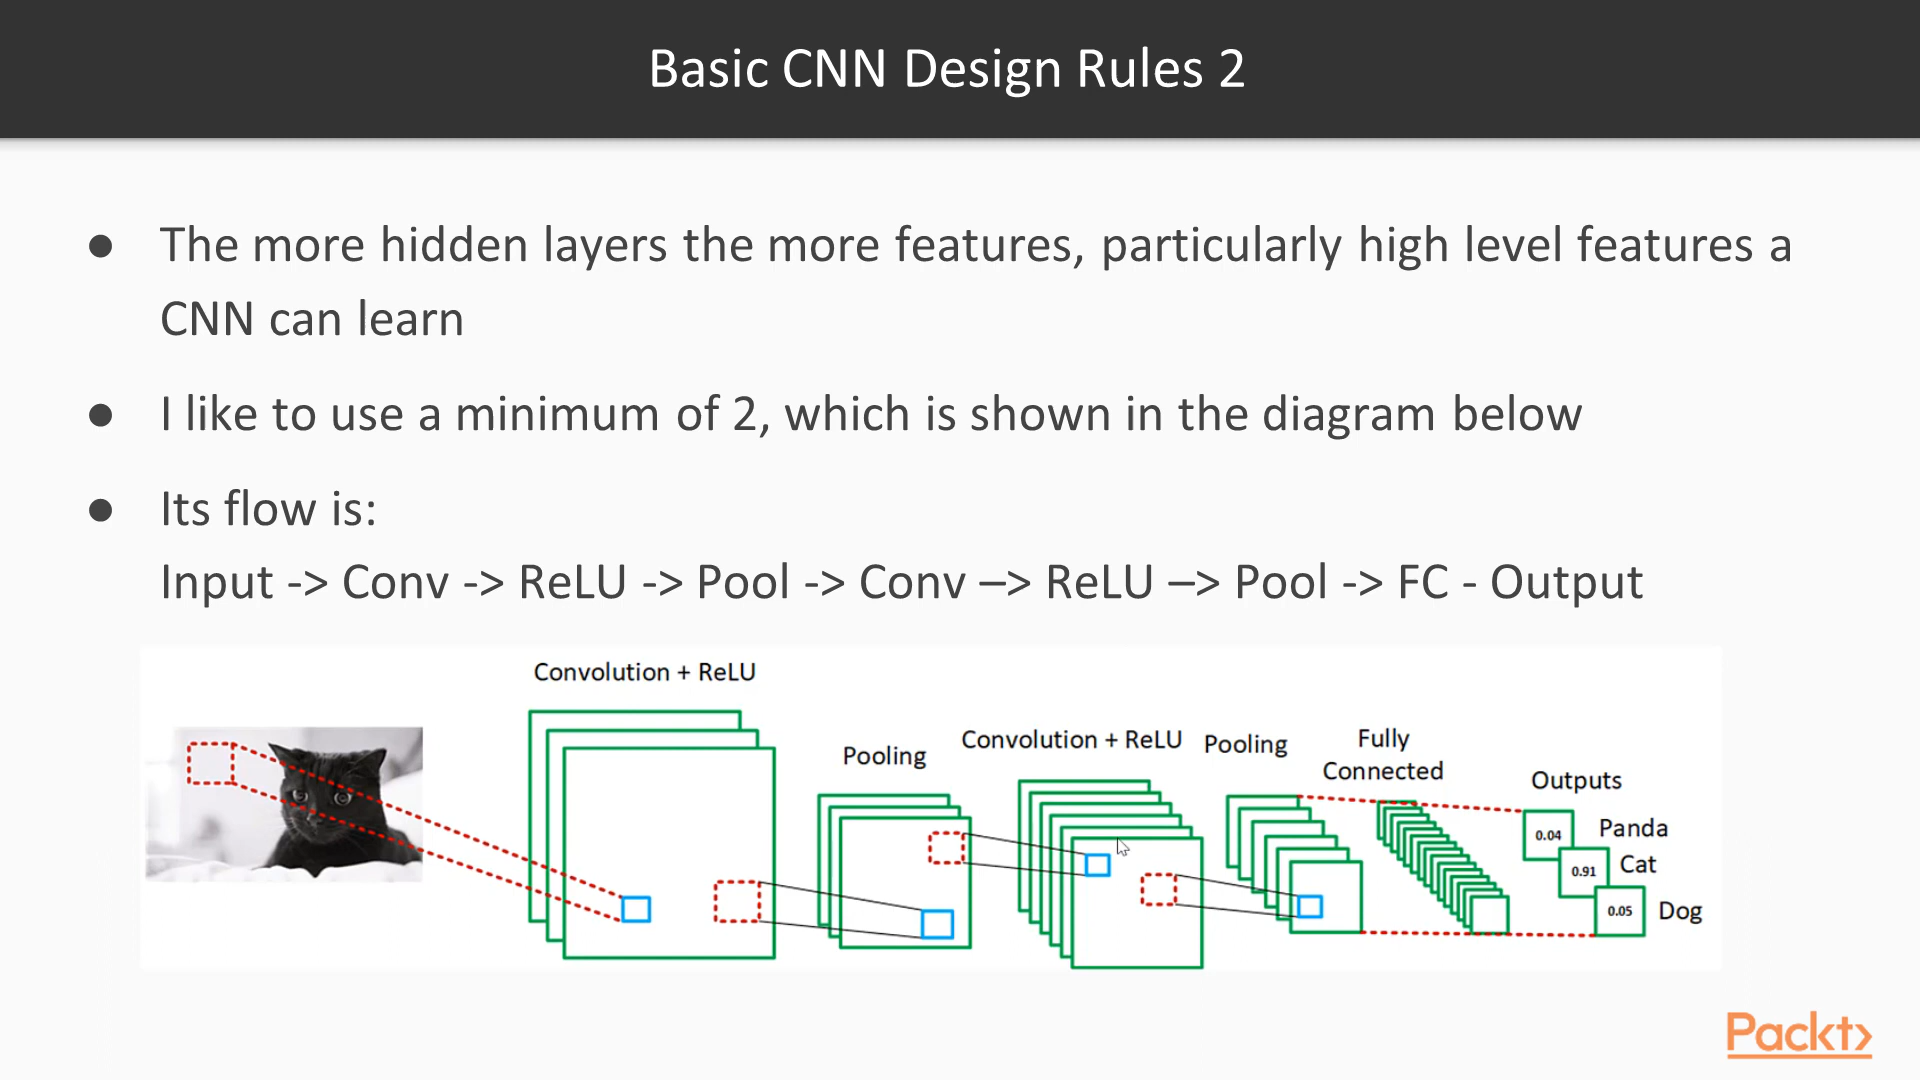 Basic CNN Design Rules 2
● The more hidden layers the more features, particularly high level features a
CNN can learn
● I like to use a minimum of 2, which is shown in the diagram below
● Its flow is:
Input -> Conv -> ReLU -> Pool -> Conv –> ReLU –> Pool -> FC - Output
Convolution + ReLU
Pooling
Convolution + ReLU
Pooling
Fully
Connected
Outputs
0.04 Panda
0.91 Cat
0.05 Dog
Packt>